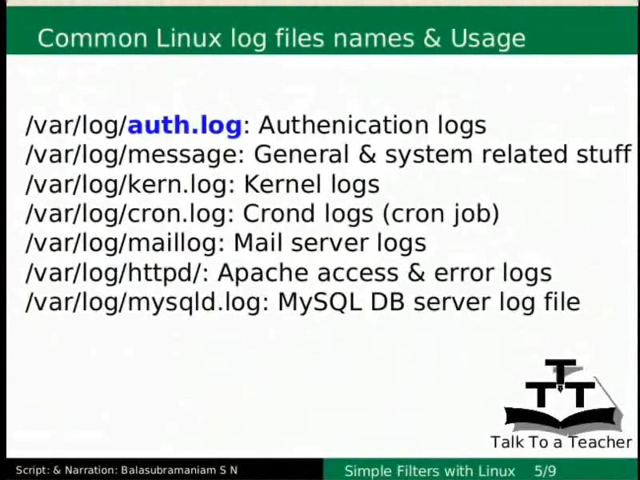 Common Linux log files names & Usage
/var/log/auth.log: Authenication logs
/var/log/message: General & system related stuff
/var/log/kern.log: Kernel logs
/var/log/cron.log: Crond logs (cron job)
/var/log/maillog: Mail server logs
/var/log/httpd/: Apache access & error logs
/var/log/mysqld.log: MySQL DB server log file
T T T
Talk To a Teacher
Script: & Narration: Balasubramaniam S N
Simple Filters with Linux 5/9